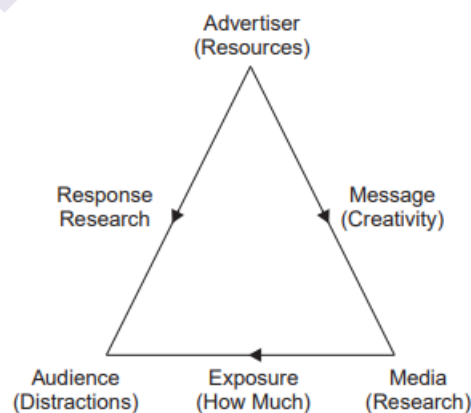 Advertiser
(Resources)
Response
Research
Message
(Creativity)
Audience
(Distractions)
Exposure
(How Much)
Media
(Research)